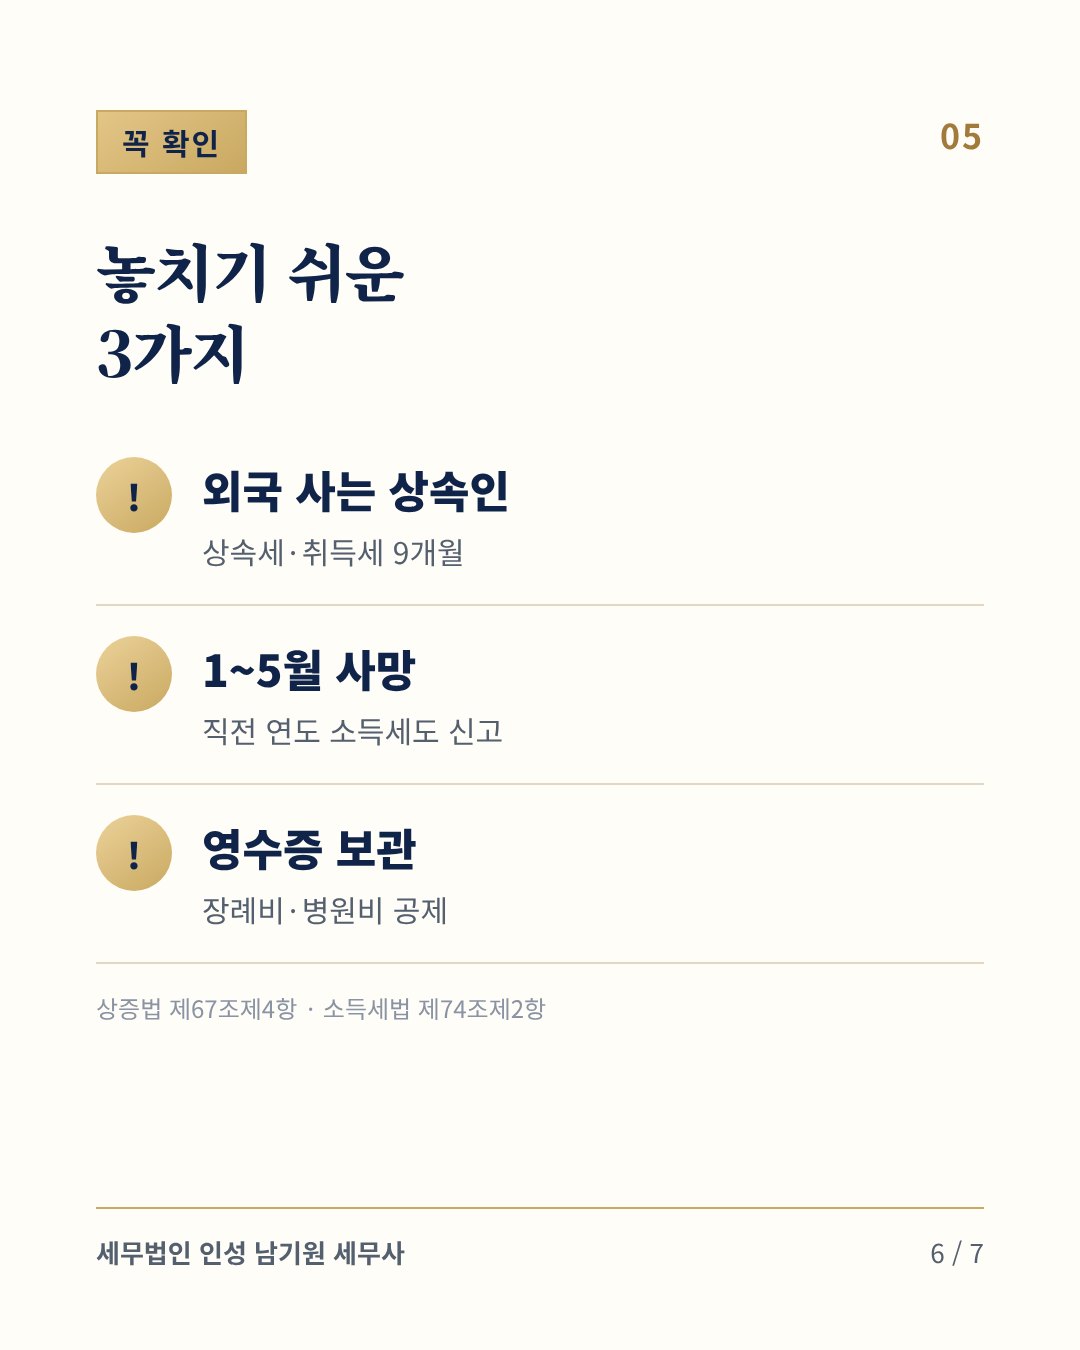 꼭 확인
05
놓치기 쉬운
3가지
!
외국 사는 상속인
상속세·취득세 9개월
!
1~5월 사망
직전 연도 소득세도 신고
!
영수증 보관
장례비·병원비 공제
상증법 제67조제4항 · 소득세법 제74조제2항
세무법인 인성 남기원 세무사
6 / 7